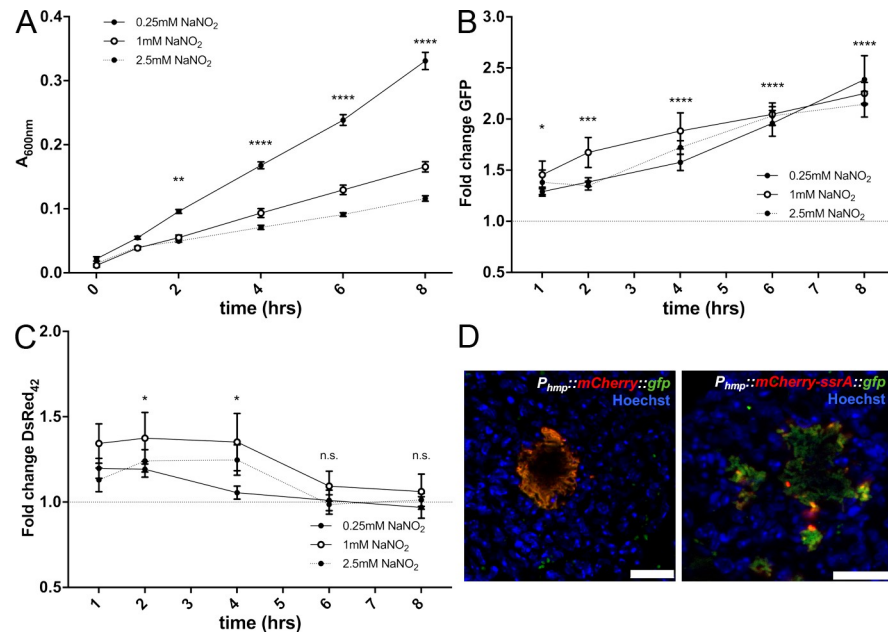 A
0.25mM NaNO2
1mM NaNO2
2.5mM NaNO2
****
****
****
**
A600nm
0.4
0.3
0.2
0.1
0.0
0 2 4 6 8
time (hrs)
B
*
***
****
****
****
Fold change GFP
2.5
2.0
1.5
1.0
0.5
0.25mM NaNO2
1mM NaNO2
2.5mM NaNO2
1 2 3 4 5 6 7 8
time (hrs)
C
*
*
n.s.
n.s.
Fold change DsRed42
2.0
1.5
1.0
0.5
0.25mM NaNO2
1mM NaNO2
2.5mM NaNO2
1 2 3 4 5 6 7 8
time (hrs)
D
Phmp::mCherry::gfp
Hoechst
Phmp::mCherry-ssrA::gfp
Hoechst